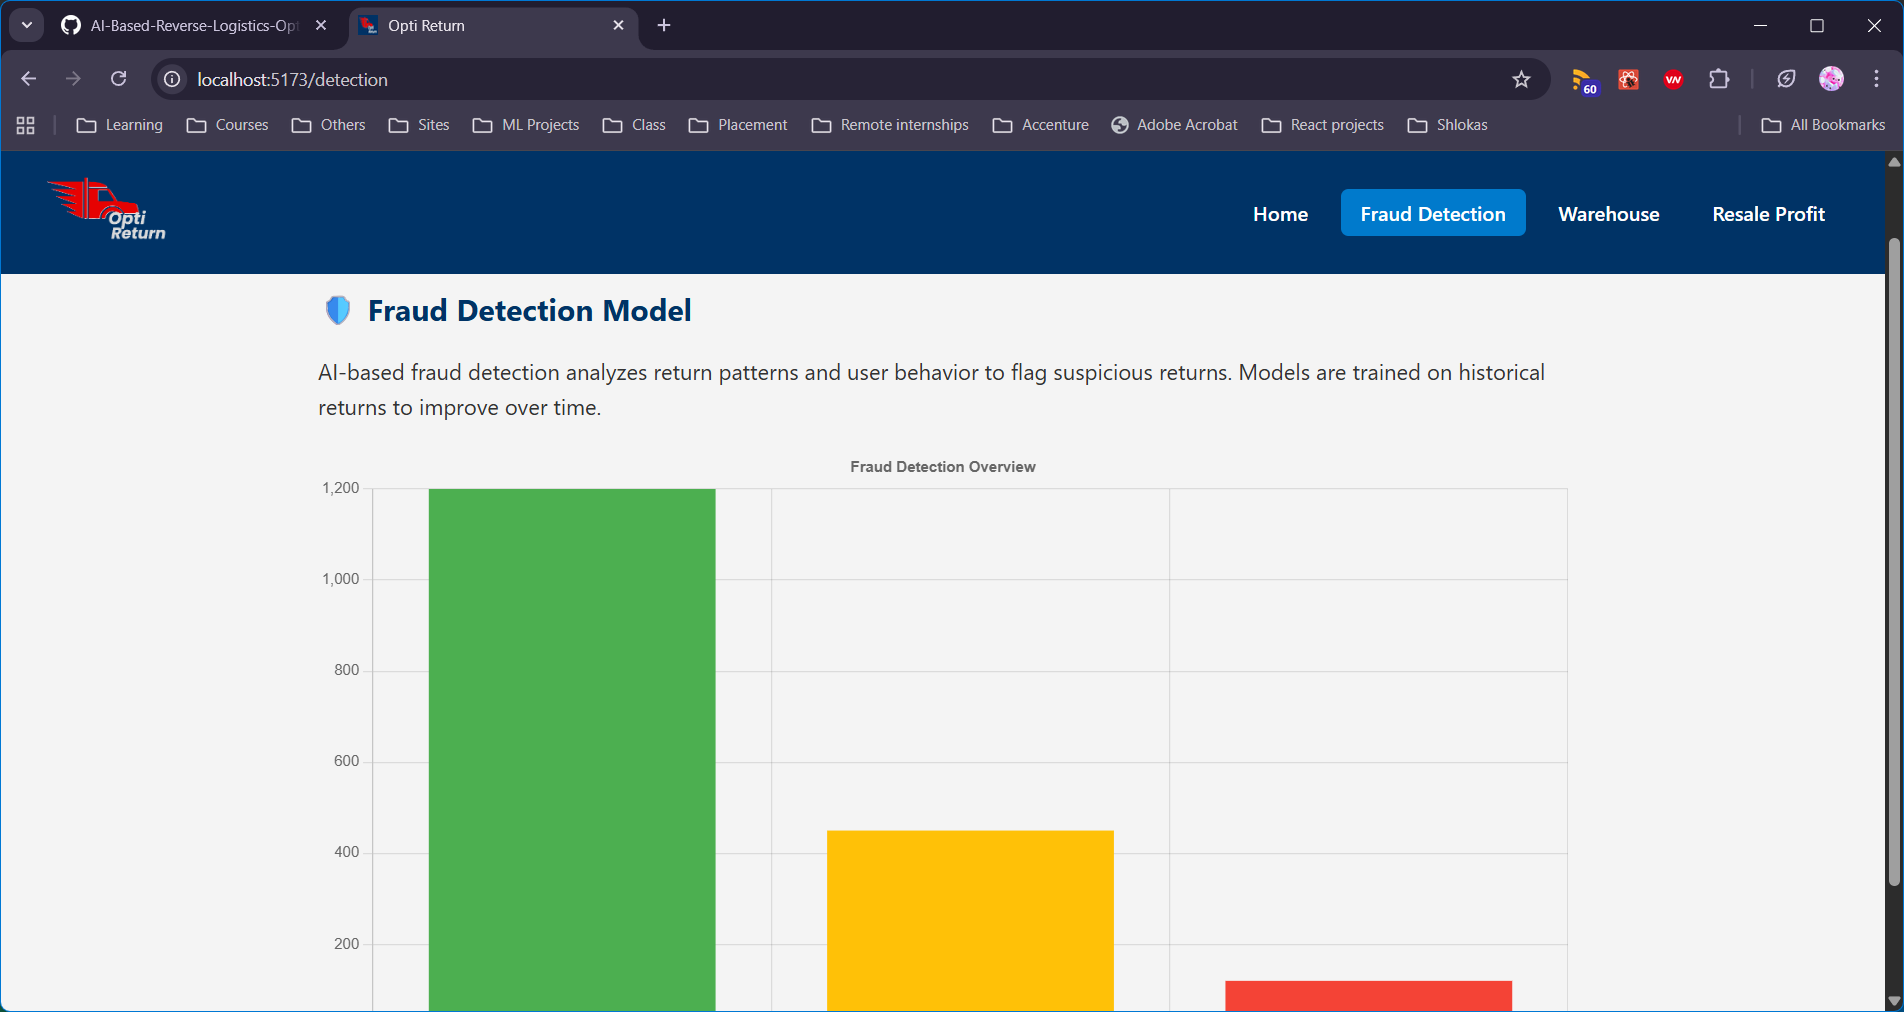 AI-Based-Reverse-Logistics-Opt
Opti Return
localhost:5173/detection
60
VN
Learning
Courses
Others
Sites
ML Projects
Class
Placement
Remote internships
Accenture
Adobe Acrobat
React projects
Shlokas
All Bookmarks
Opti
Return
Home
Fraud Detection
Warehouse
Resale Profit
Fraud Detection Model
AI-based fraud detection analyzes return patterns and user behavior to flag suspicious returns. Models are trained on historical
returns to improve over time.
Fraud Detection Overview
1,200
1,000
800
600
400
200